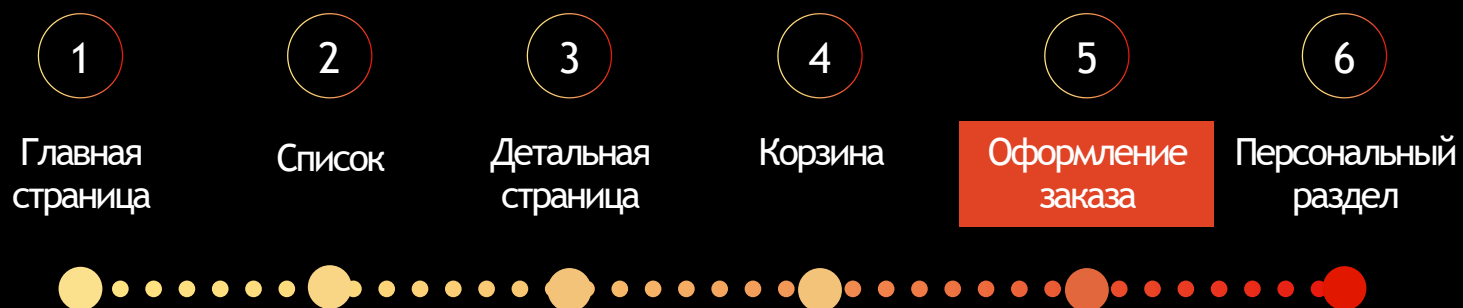 1
2
3
4
5
6
Главная
страница
Список
Детальная
страница
Корзина
Оформление
заказа
Персональный
раздел